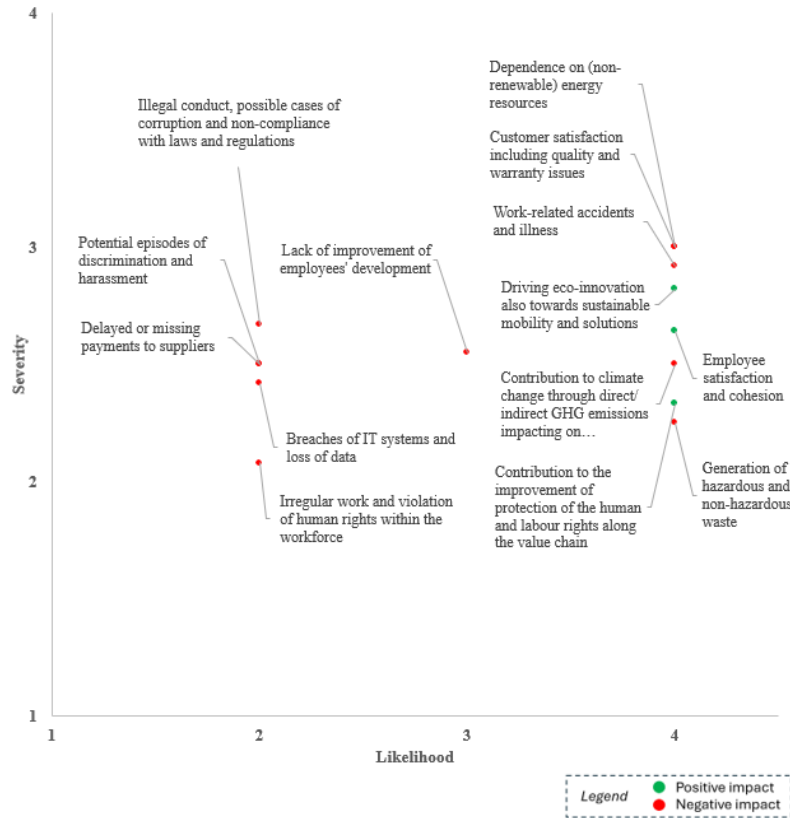 4
Dependence on (non-
renewable) energy
resources
Illegal conduct, possible cases of
corruption and non-compliance
with laws and regulations
Customer satisfaction
including quality and
warranty issues
Work-related accidents
and illness
3
Potential episodes of
discrimination and
harassment
Lack of improvement of
employees' development
Driving eco-innovation
also towards sustainable
mobility and solutions
Delayed or missing
payments to suppliers
Severity
Employee
satisfaction
and cohesion
Contribution to climate
change through direct/
indirect GHG emissions
impacting on…
Breaches of IT systems and
loss of data
2
Irregular work and violation
of human rights within the
workforce
Contribution to the
improvement of
protection of the human
and labour rights along
the value chain
Generation of
hazardous and
non-hazardous
waste
1
1
2
3
4
Likelihood
Legend
Positive impact
Negative impact